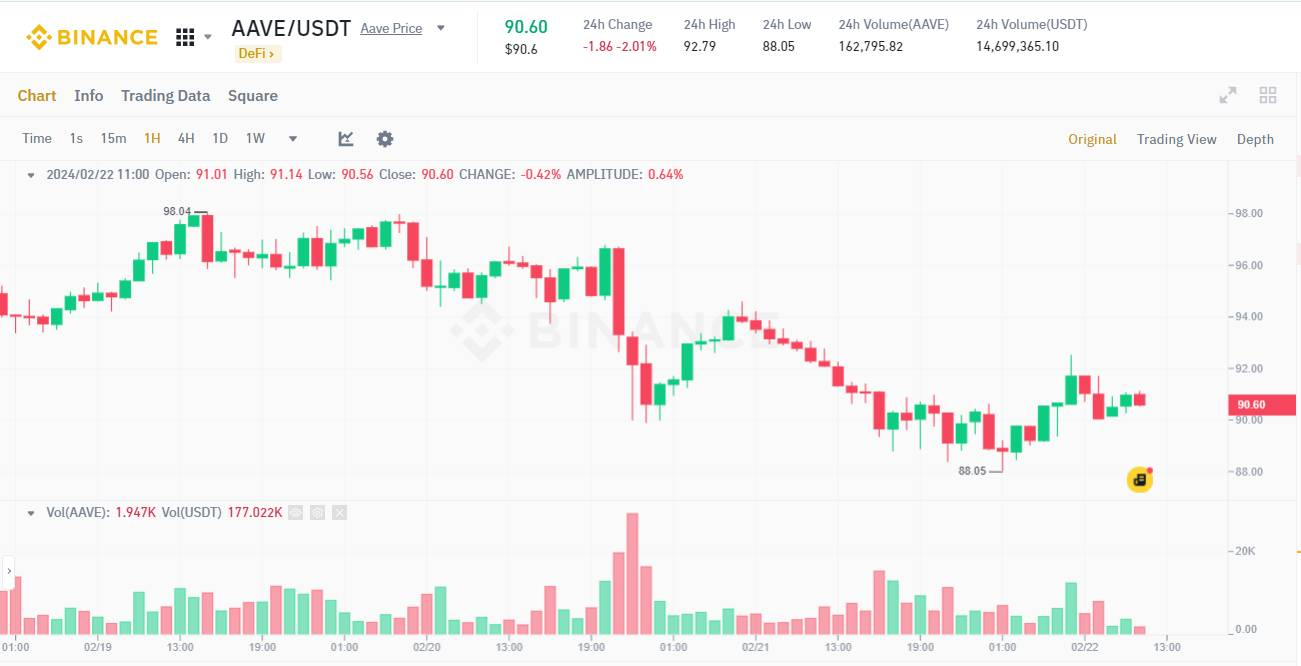 BINANCE
AAVE/USDT Aave Price
DeFi ›
90.60
$90.6
24h Change
-1.86 -2.01%
24h High
92.79
24h Low
88.05
24h Volume(AAVE)
162,795.82
24h Volume(USDT)
14,699,365.10
Chart Info Trading Data Square
Time 1s 15m 1H 4H 1D 1W
Original Trading View Depth
2024/02/22 11:00 Open: 91.01 High: 91.14 Low: 90.56 Close: 90.60 CHANGE: -0.42% AMPLITUDE: 0.64%
98.04
98.00
96.00
94.00
BINANCE
92.00
90.60
90.00
88.05
88.00
Vol(AAVE): 1.947K Vol(USDT) 177.022K
20K
0.00
01:00 02/19 13:00 19:00 01:00 02/20 13:00 19:00 01:00 02/21 13:00 19:00 01:00 02/22 13:00